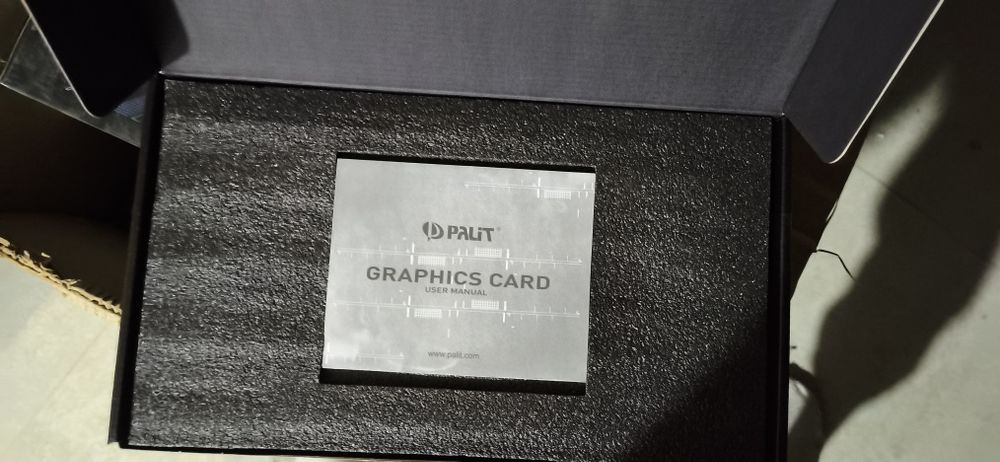 PALiT
GRAPHICS CARD
USER MANUAL
www.palit.com